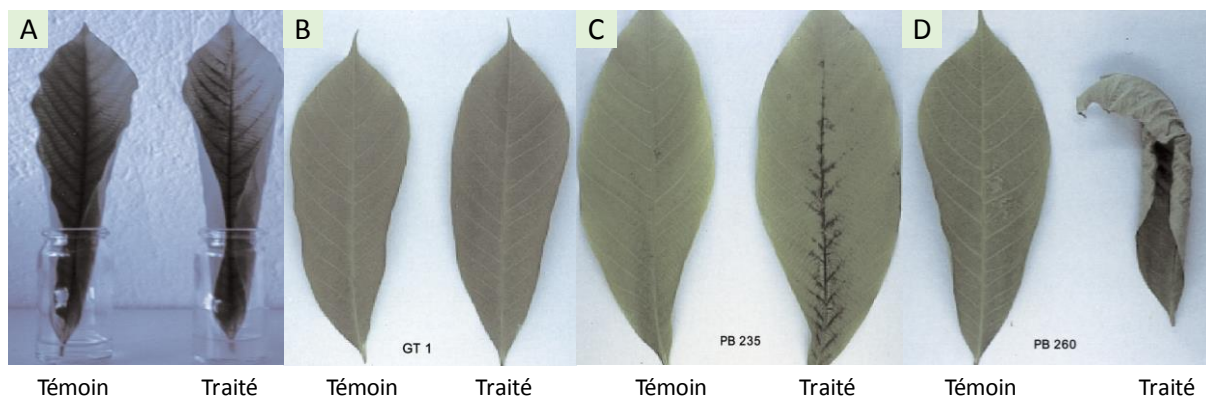 A
B
C
D
GT 1
PB 235
PB 260
Témoin
Traité
Témoin
Traité
Témoin
Traité
Témoin
Traité